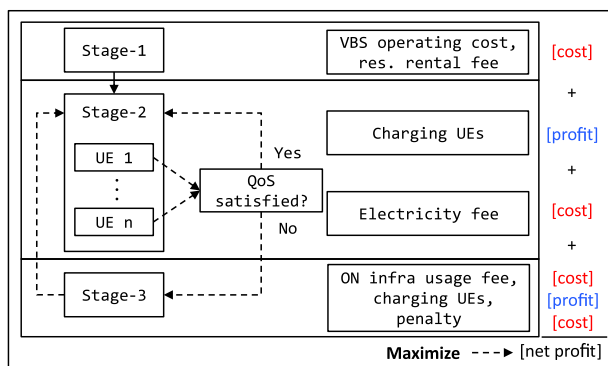 Stage-1
VBS operating cost,
res. rental fee
[cost]
+
Stage-2
Charging UEs
[profit]
UE 1
⋮
UE n
Yes
QoS
satisfied?
No
+
Electricity fee
[cost]
+
Stage-3
ON infra usage fee,
charging UEs,
penalty
[cost]
[profit]
[cost]
Maximize [net profit]